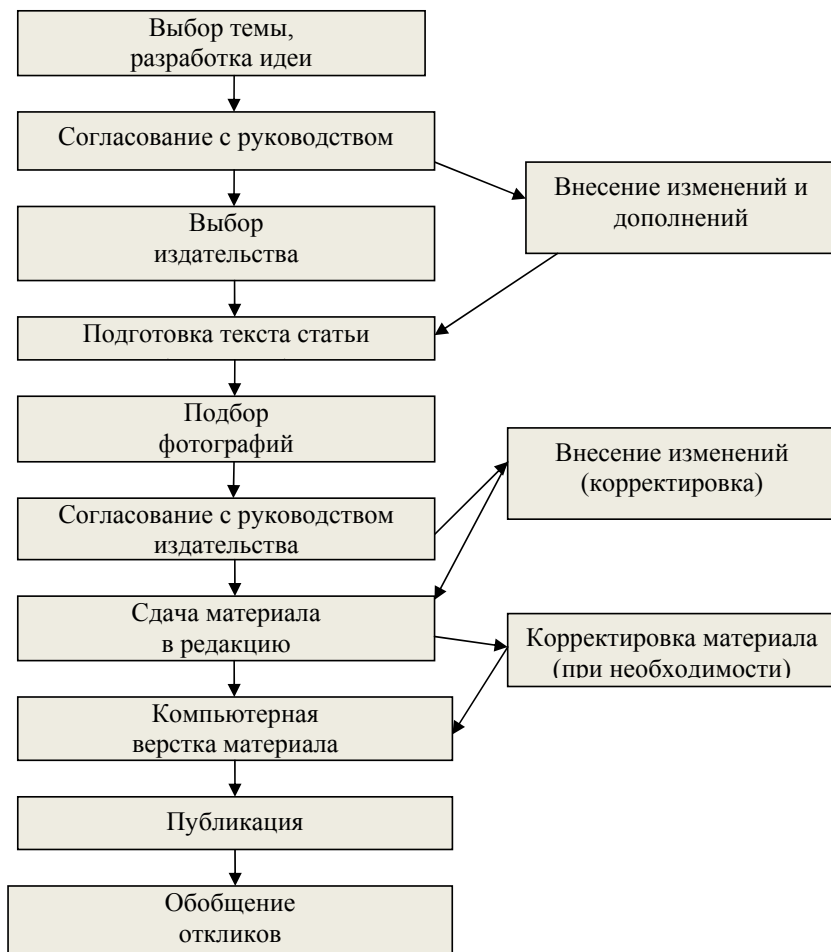 Выбор темы,
разработка идеи
Согласование с руководством
Внесение изменений и
дополнений
Выбор
издательства
Подготовка текста статьи
Подбор
фотографий
Внесение изменений
(корректировка)
Согласование с руководством
издательства
Сдача материала
в редакцию
Корректировка материала
(при необходимости)
Компьютерная
верстка материала
Публикация
Обобщение
откликов